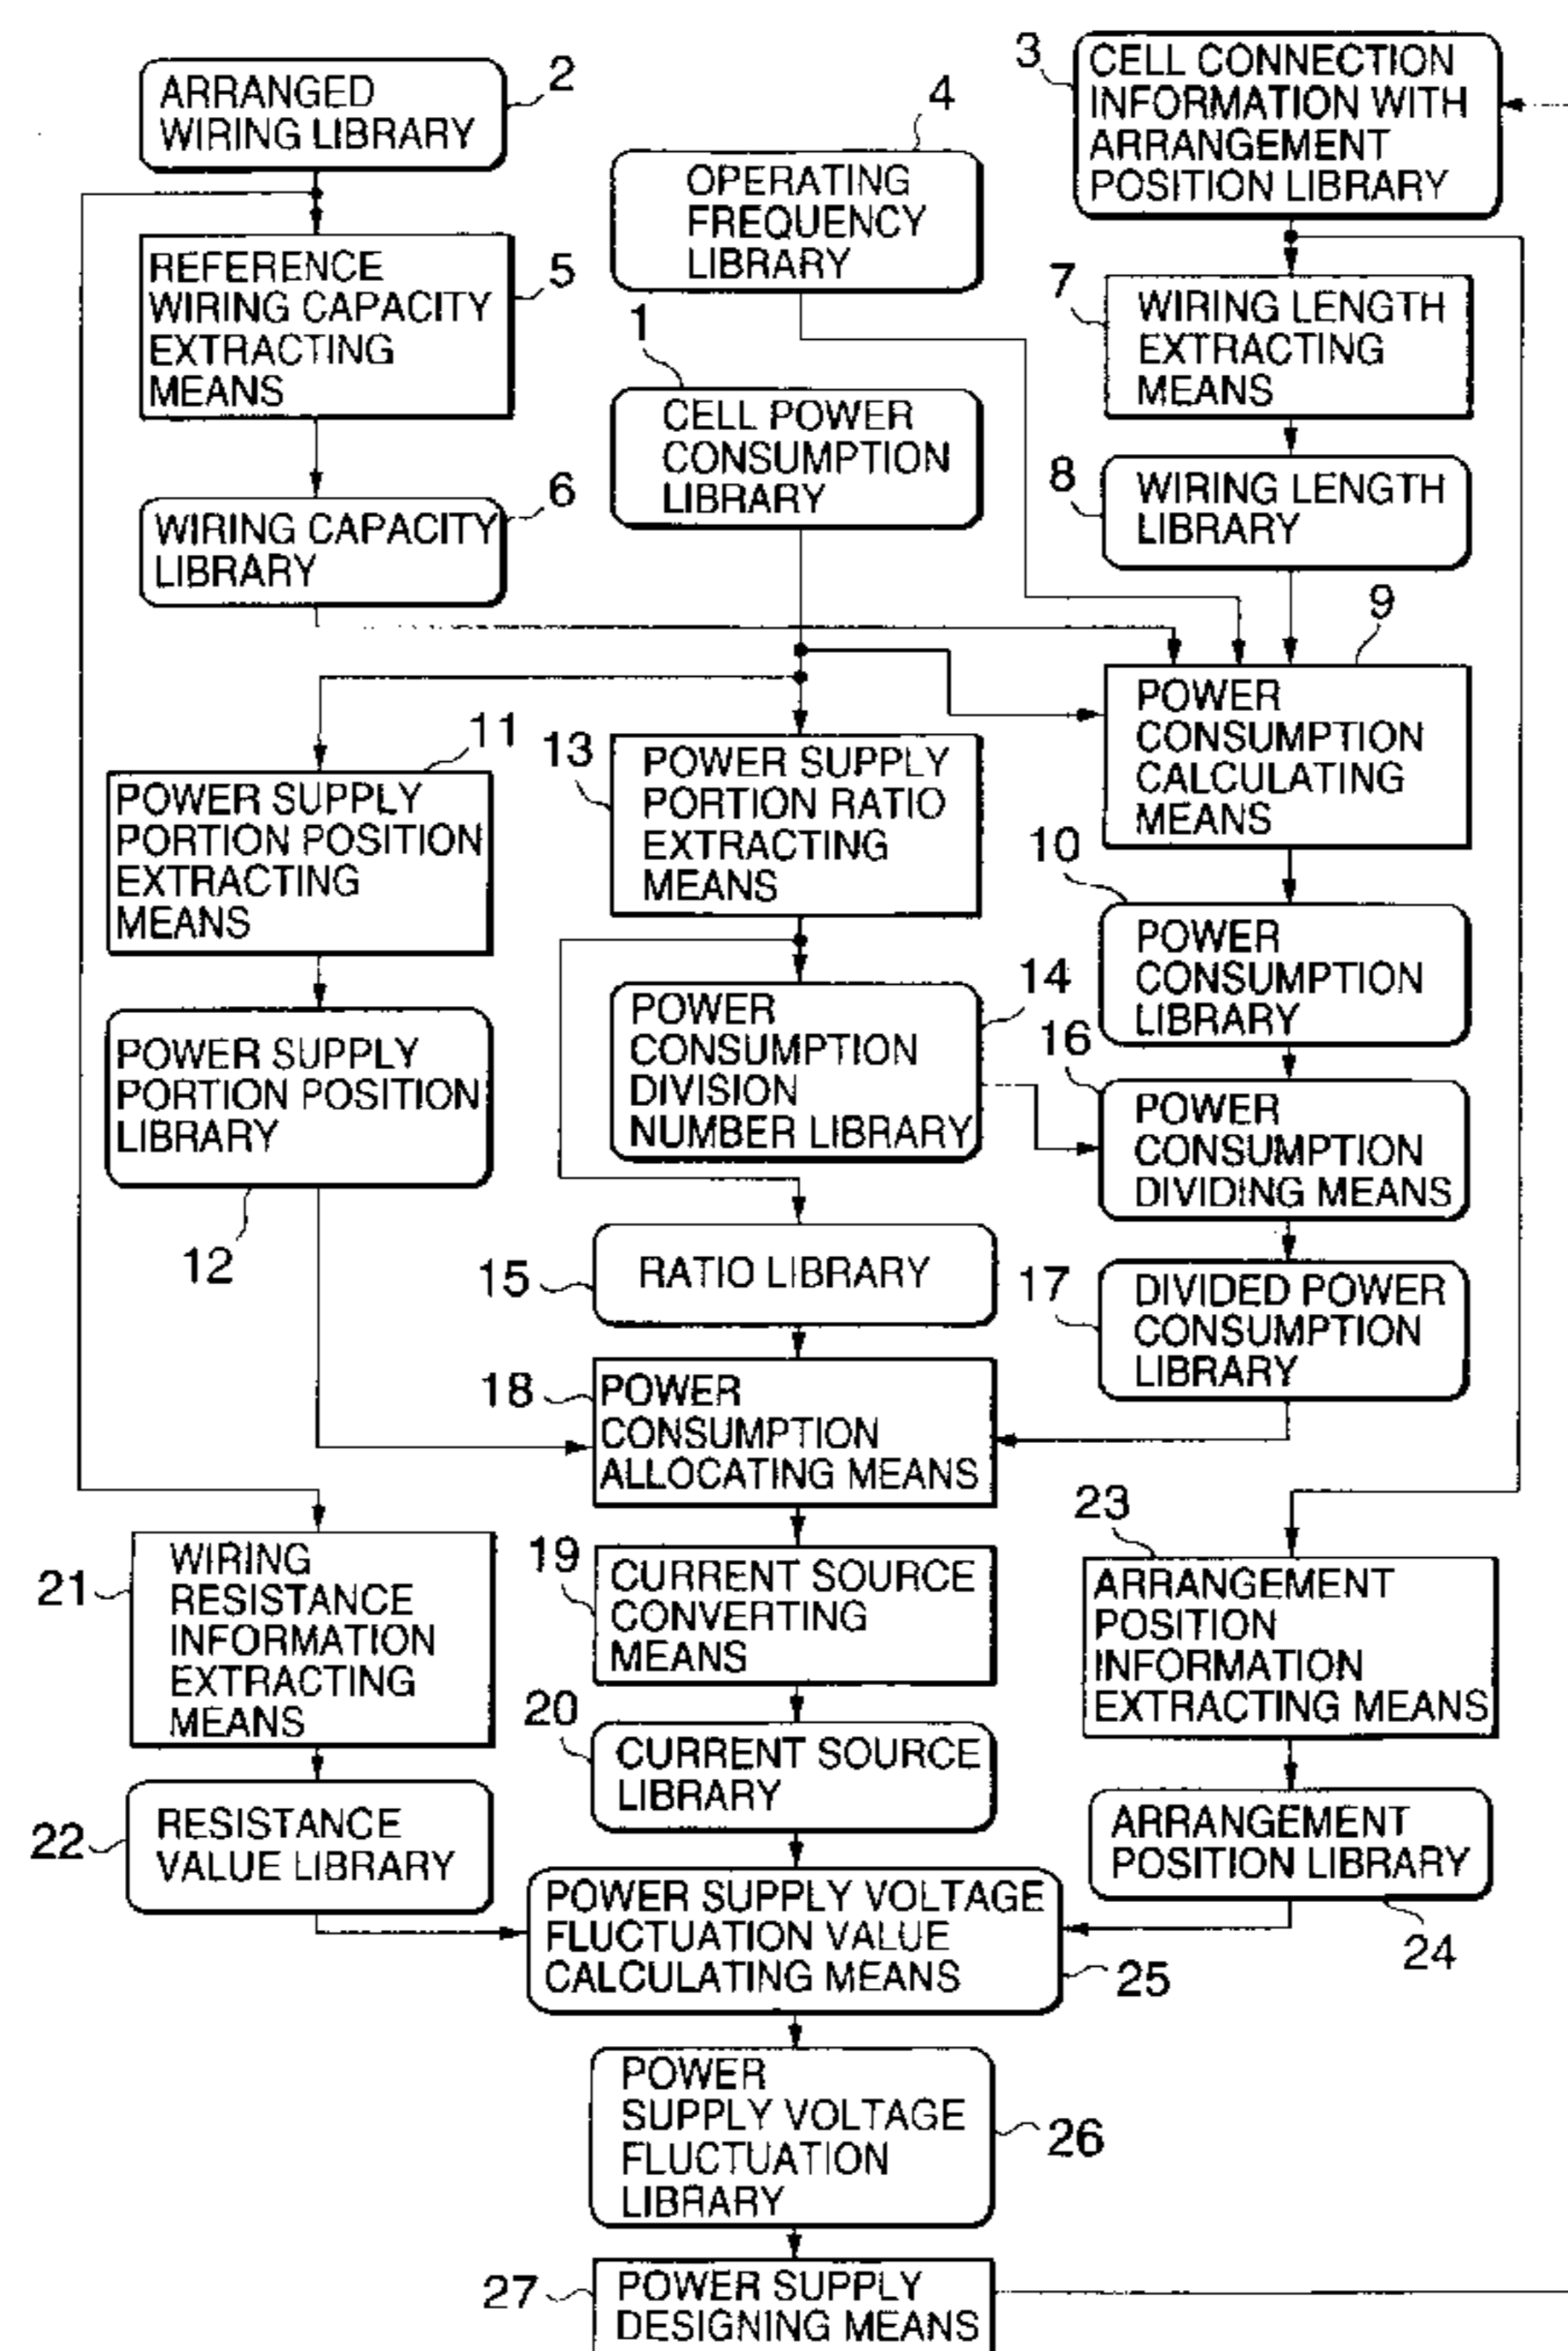 2
ARRANGED
WIRING LIBRARY
3
CELL CONNECTION
INFORMATION WITH
ARRANGEMENT
POSITION LIBRARY
4
OPERATING
FREQUENCY
LIBRARY
5
REFERENCE
WIRING CAPACITY
EXTRACTING
MEANS
1
CELL POWER
CONSUMPTION
LIBRARY
7
WIRING LENGTH
EXTRACTING
MEANS
6
WIRING CAPACITY
LIBRARY
8
WIRING LENGTH
LIBRARY
9
POWER
CONSUMPTION
CALCULATING
MEANS
11
POWER SUPPLY
PORTION POSITION
EXTRACTING
MEANS
13
POWER SUPPLY
PORTION RATIO
EXTRACTING
MEANS
10
POWER
CONSUMPTION
LIBRARY
POWER SUPPLY
PORTION POSITION
LIBRARY
12
14
POWER
CONSUMPTION
DIVISION
NUMBER LIBRARY
16
POWER
CONSUMPTION
DIVIDING MEANS
15
RATIO LIBRARY
17
DIVIDED POWER
CONSUMPTION
LIBRARY
18
POWER
CONSUMPTION
ALLOCATING MEANS
21
WIRING
RESISTANCE
INFORMATION
EXTRACTING
MEANS
19
CURRENT SOURCE
CONVERTING
MEANS
23
ARRANGEMENT
POSITION
INFORMATION
EXTRACTING MEANS
20
CURRENT SOURCE
LIBRARY
22
RESISTANCE
VALUE LIBRARY
ARRANGEMENT
POSITION LIBRARY
24
POWER SUPPLY VOLTAGE
FLUCTUATION VALUE
CALCULATING MEANS
25
POWER
SUPPLY VOLTAGE
FLUCTUATION
LIBRARY
26
27
POWER SUPPLY
DESIGNING MEANS